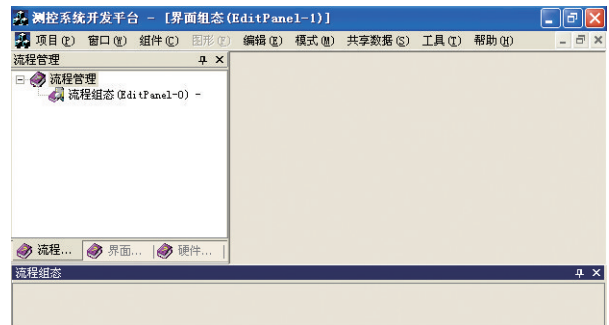 测控系统开发平台 - [界面组态(EditPanel-1)]
项目(P) 窗口(W) 组件(C) 图形(F) 编辑(E) 模式(M) 共享数据(S) 工具(T) 帮助(H)
流程管理
流程管理
流程组态(EditPanel-0) -
流程... 界面... 硬件...
流程组态